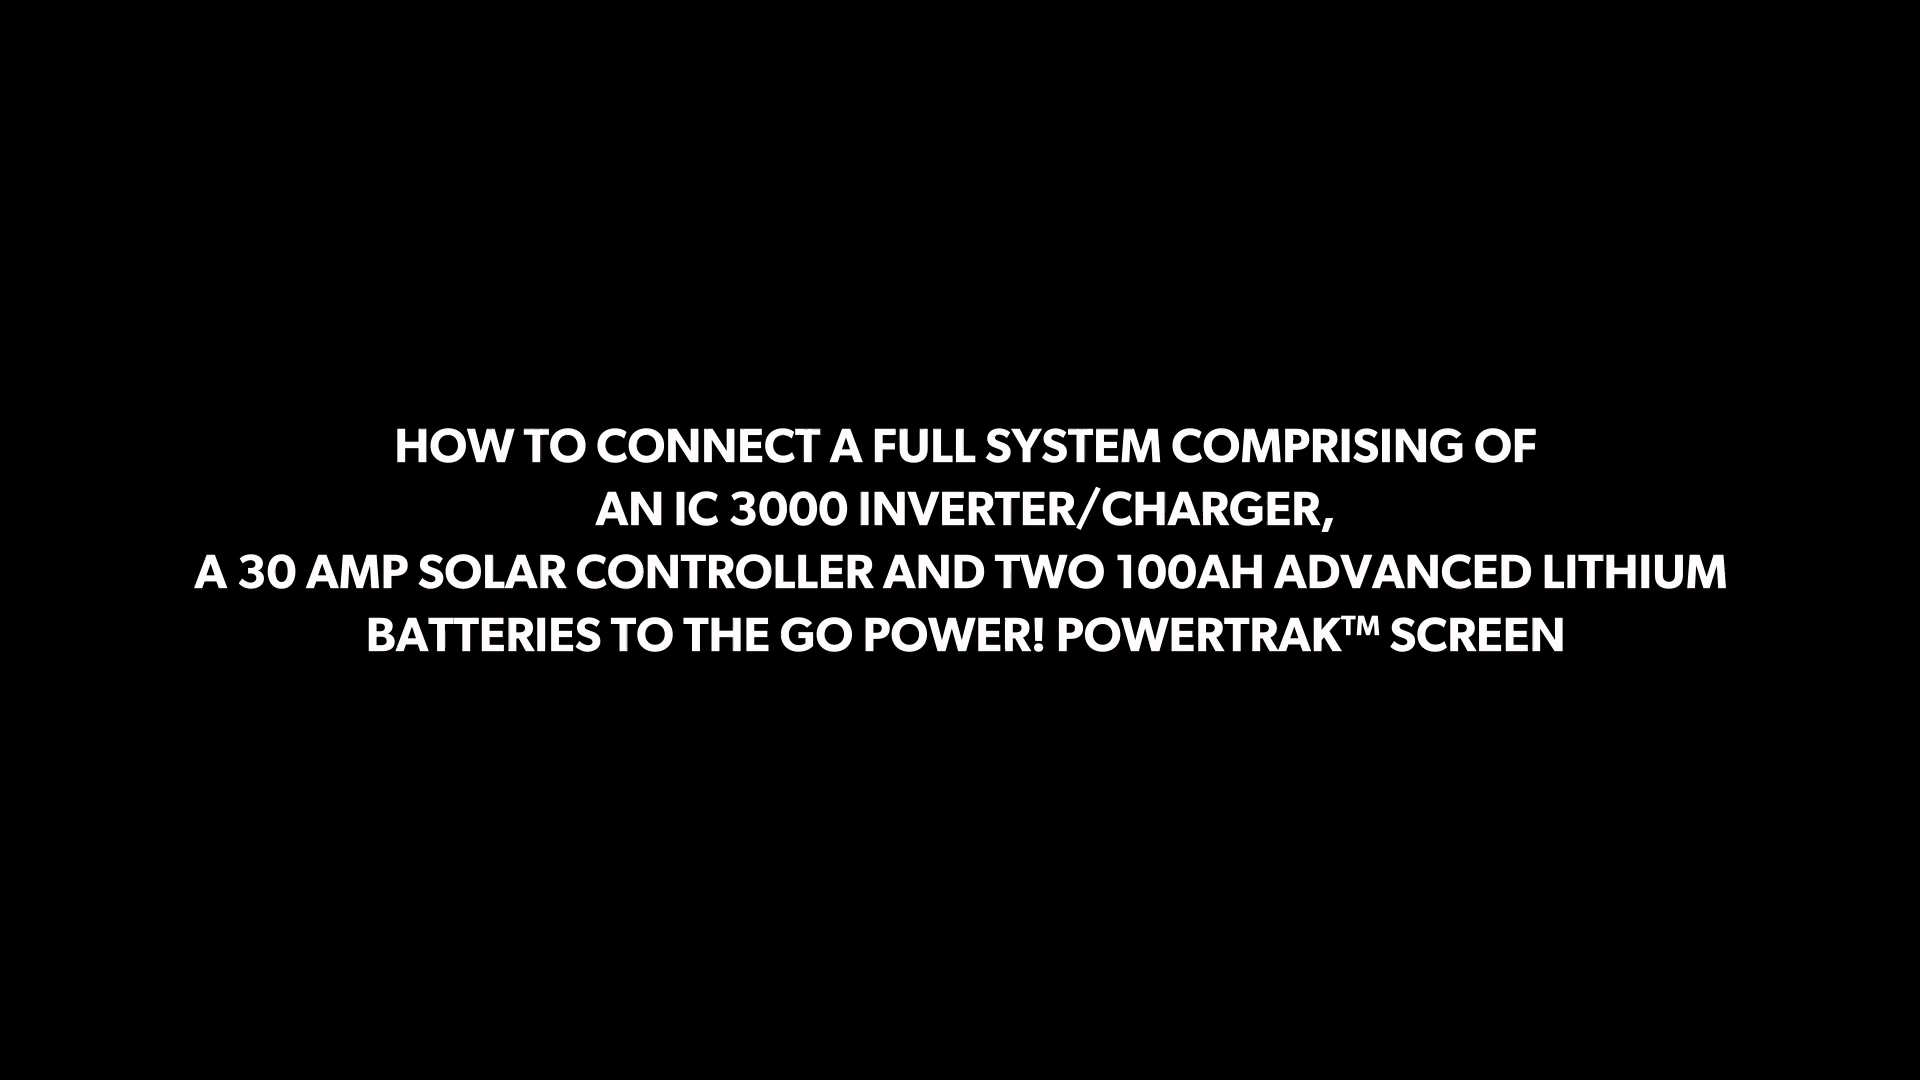 HOW TO CONNECT A FULL SYSTEM COMPRISING OF
AN IC 3000 INVERTER/CHARGER,
A 30 AMP SOLAR CONTROLLER AND TWO 100AH ADVANCED LITHIUM
BATTERIES TO THE GO POWER! POWERTRAK™ SCREEN